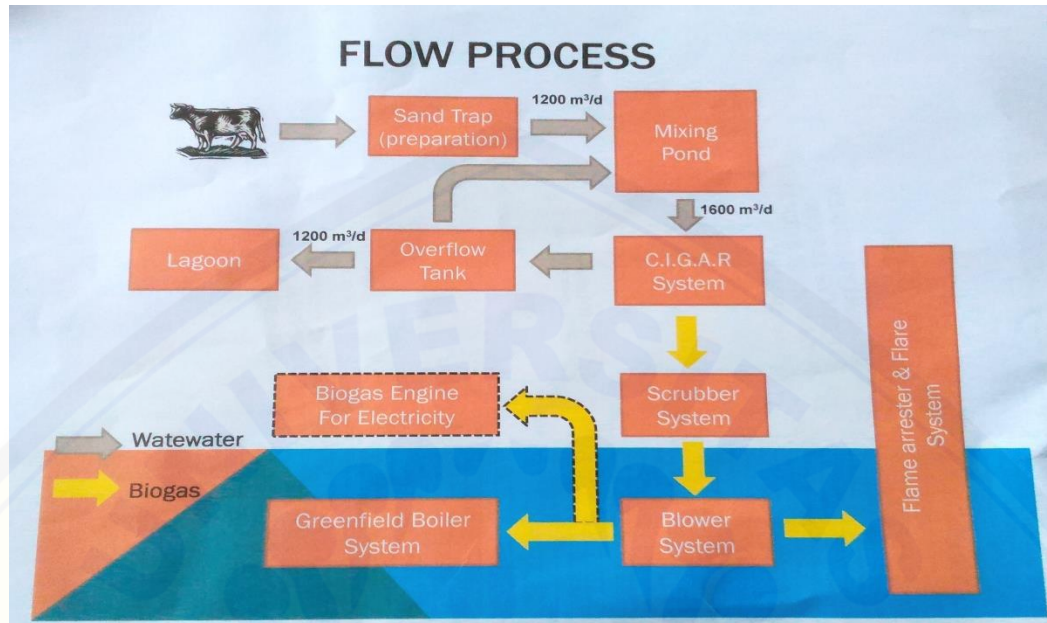 FLOW PROCESS
Sand Trap
(preparation)
1200 m³/d
Mixing
Pond
1600 m³/d
Lagoon
1200 m³/d
Overflow
Tank
C.I.G.A.R
System
Biogas Engine
For Electricity
Scrubber
System
Flame arrester & Flare
System
Watewater
Biogas
Greenfield Boiler
System
Blower
System